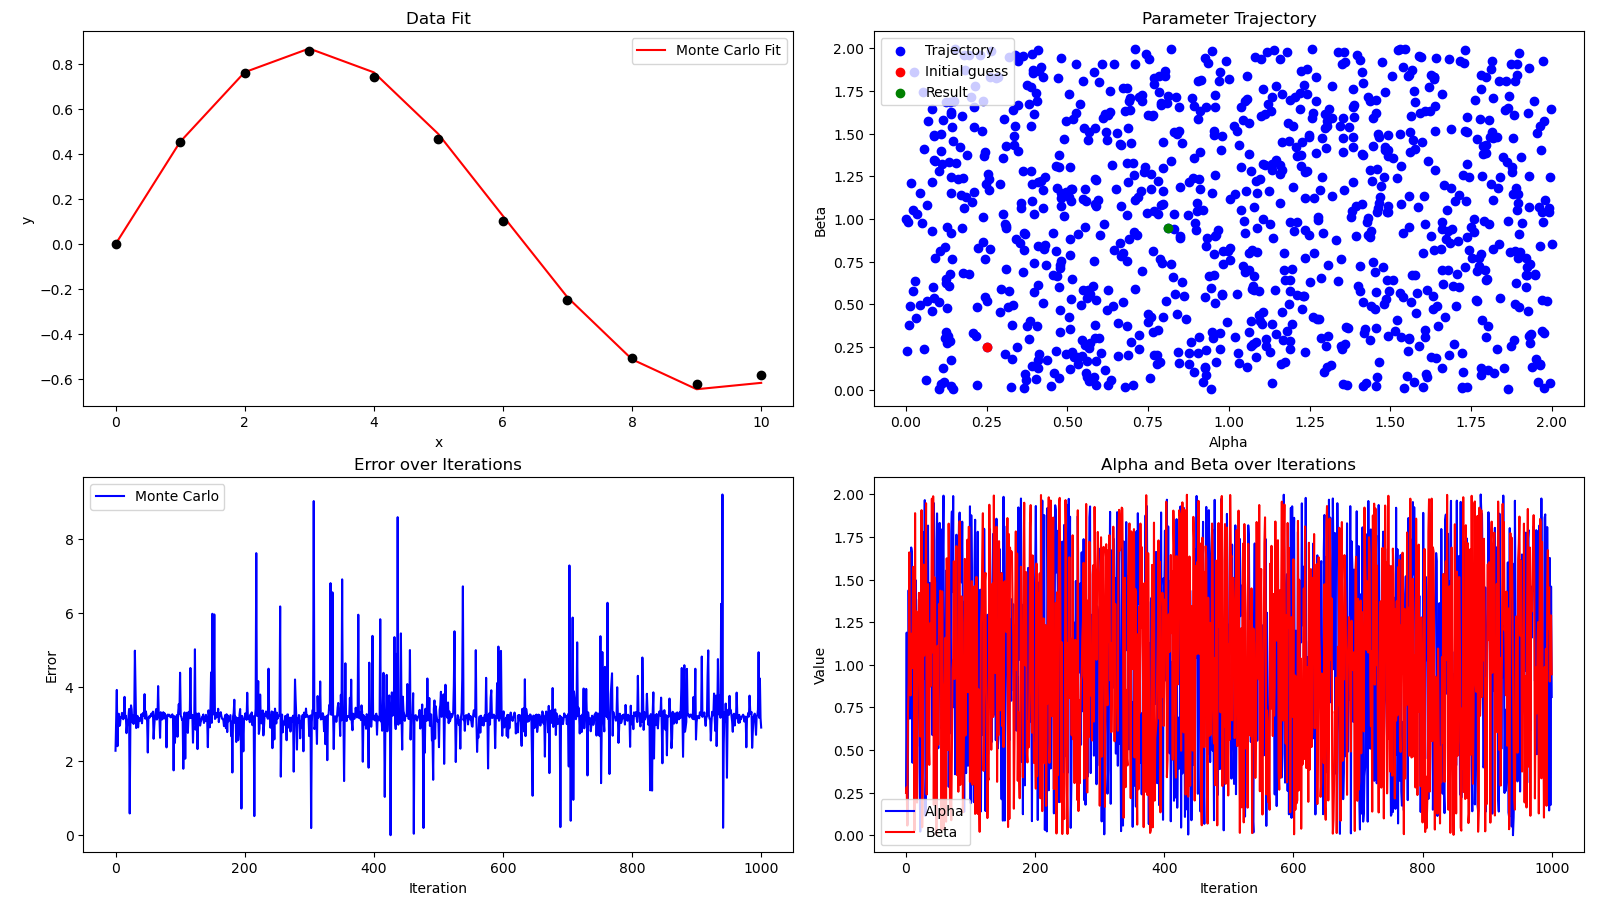 Data Fit
Monte Carlo Fit
y
0.8
0.6
0.4
0.2
0.0
−0.2
−0.4
−0.6
0 2 4 6 8 10
x
Parameter Trajectory
Trajectory
Initial guess
Result
Beta
2.00
1.75
1.50
1.25
1.00
0.75
0.50
0.25
0.00
0.00 0.25 0.50 0.75 1.00 1.25 1.50 1.75 2.00
Alpha
Error over Iterations
Monte Carlo
Error
8
6
4
2
0
0 200 400 600 800 1000
Iteration
Alpha and Beta over Iterations
Value
2.00
1.75
1.50
1.25
1.00
0.75
0.50
0.25
0.00
Alpha
Beta
0 200 400 600 800 1000
Iteration